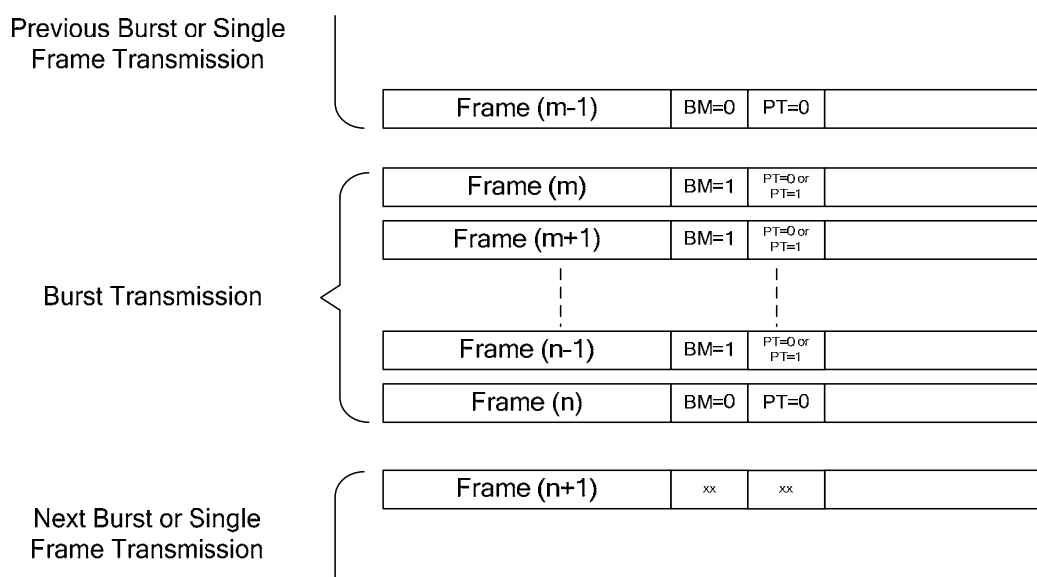 Previous Burst or Single
Frame Transmission
Frame (m-1) BM=0 PT=0
Frame (m) BM=1 PT=0 or
PT=1
Frame (m+1) BM=1 PT=0 or
PT=1
Burst Transmission
Frame (n-1) BM=1 PT=0 or
PT=1
Frame (n) BM=0 PT=0
Frame (n+1) xx xx
Next Burst or Single
Frame Transmission